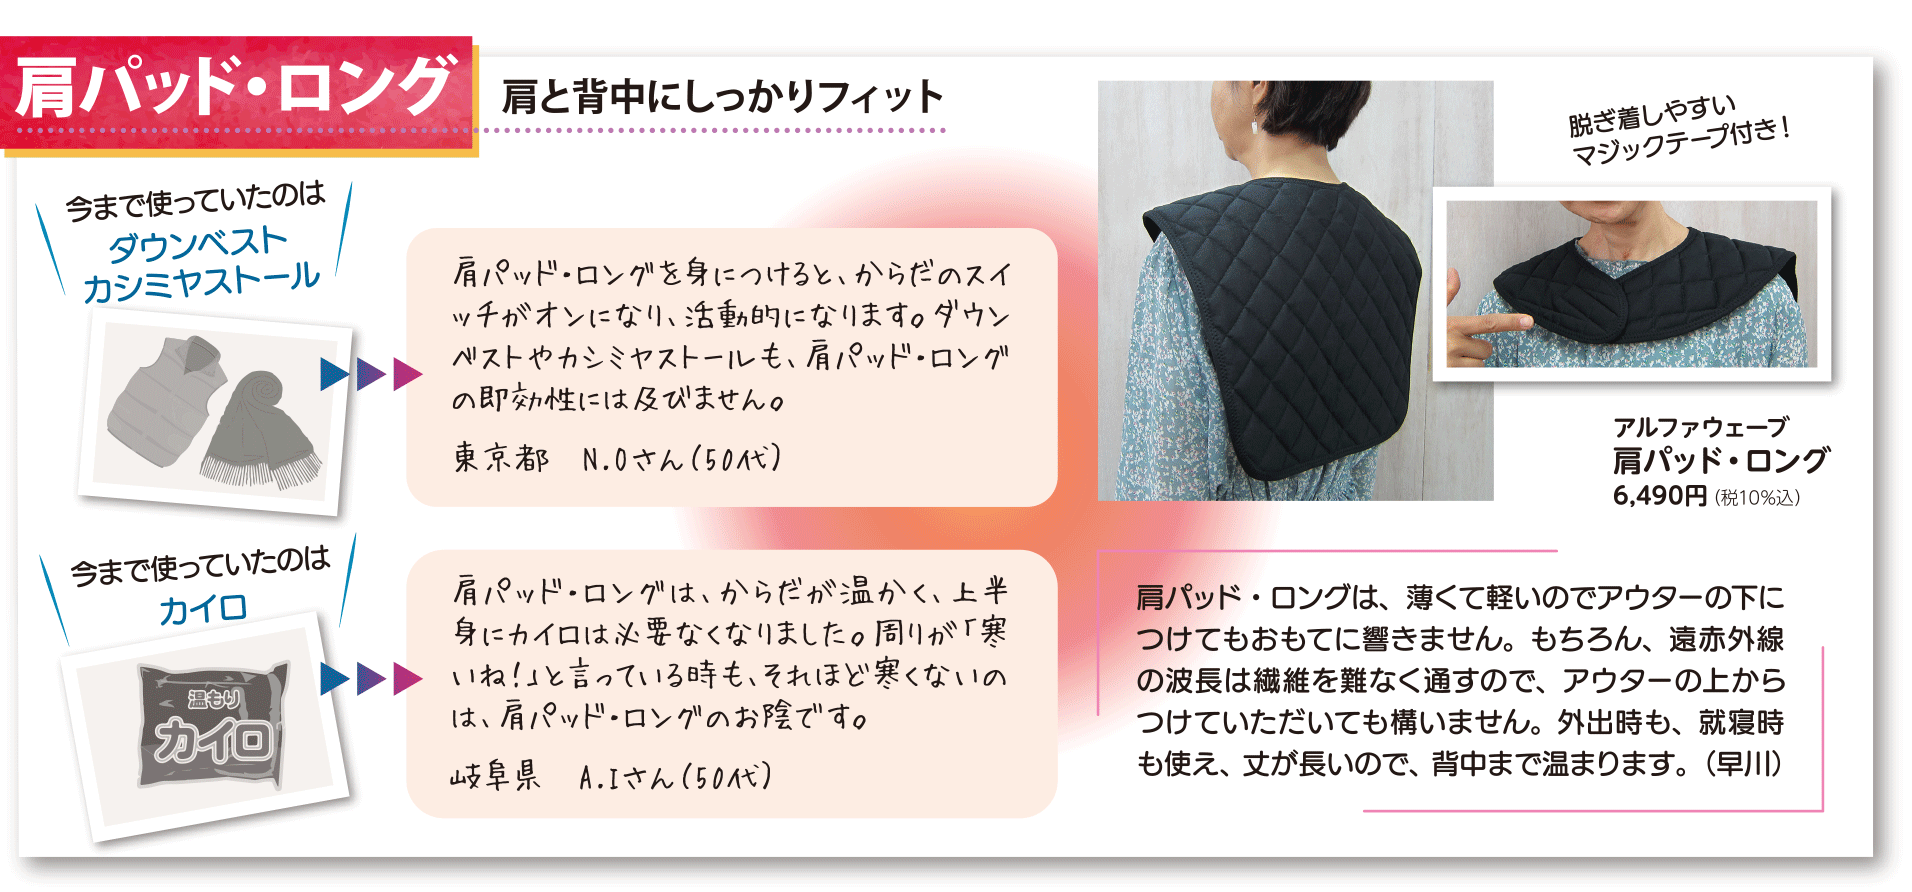 肩パッド・ロング
肩と背中にしっかりフィット
今まで使っていたのは
ダウンベスト
カシミヤストール
肩パッド・ロングを身につけると、からだのスイ
ッチがオンになり、活動的になります。ダウン
ベストやカシミヤストールも、肩パッド・ロング
の即効性には及びません。
東京都　N.Oさん(50代)
今まで使っていたのは
カイロ
温もり
カイロ
肩パッド・ロングは、からだが温かく、上半
身にカイロは必要なくなりました。周りが「寒
いね!」と言っている時も、それほど寒くないの
は、肩パッド・ロングのお陰です。
岐阜県　A.Iさん(50代)
脱ぎ着しやすい
マジックテープ付き!
アルファウェーブ
肩パッド・ロング
6,490円(税10%込)
肩パッド・ロングは、薄くて軽いのでアウターの下に
つけてもおもてに響きません。もちろん、遠赤外線
の波長は繊維を難なく通すので、アウターの上から
つけていただいても構いません。外出時も、就寝時
も使え、丈が長いので、背中まで温まります。(早川)